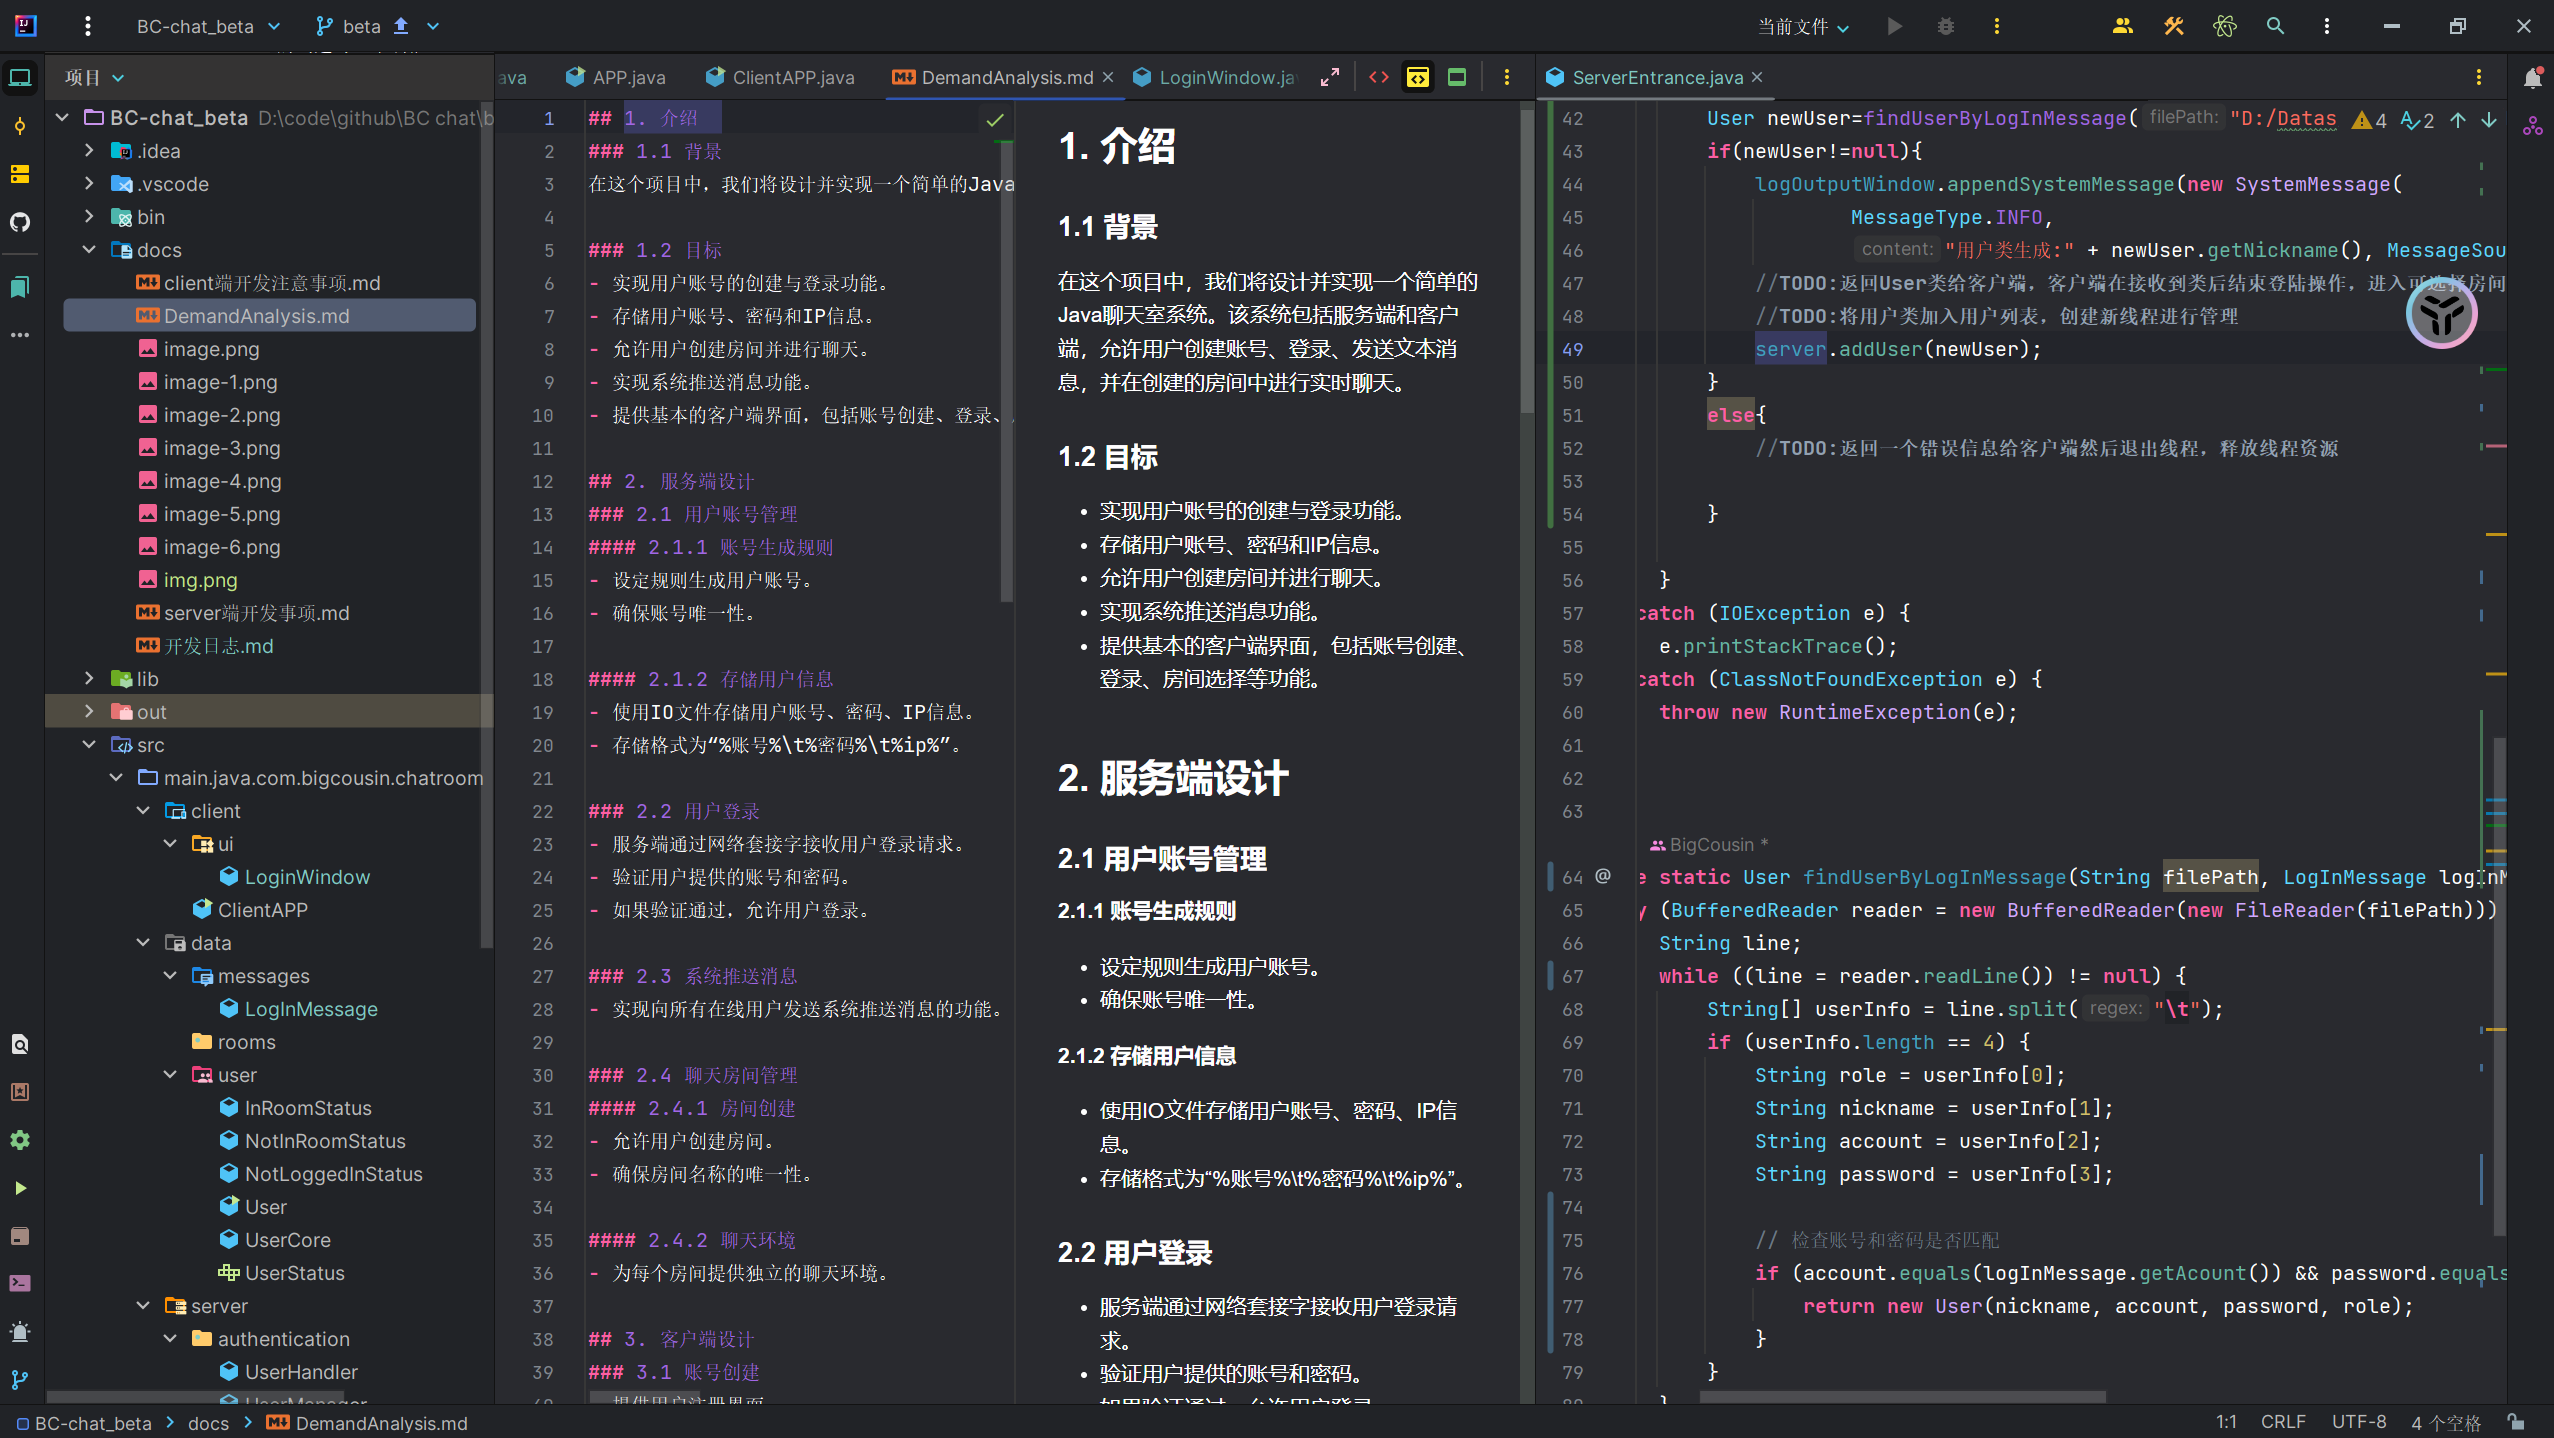 BC-chat_beta
beta
当前文件
项目
BC-chat_beta D:\code\github\BC chat\b
.idea
.vscode
bin
docs
client端开发注意事项.md
DemandAnalysis.md
image.png
image-1.png
image-2.png
image-3.png
image-4.png
image-5.png
image-6.png
img.png
server端开发事项.md
开发日志.md
lib
out
src
main.java.com.bigcousin.chatroom
client
ui
LoginWindow
ClientAPP
data
messages
LogInMessage
rooms
user
InRoomStatus
NotInRoomStatus
NotLoggedInStatus
User
UserCore
UserStatus
server
authentication
UserHandler
ava APP.java ClientAPP.java DemandAnalysis.md LoginWindow.ja
1 ## 1. 介绍
2 ### 1.1 背景
3 在这个项目中，我们将设计并实现一个简单的Java
4
5 ### 1.2 目标
6 - 实现用户账号的创建与登录功能。
7 - 存储用户账号、密码和IP信息。
8 - 允许用户创建房间并进行聊天。
9 - 实现系统推送消息功能。
10 - 提供基本的客户端界面，包括账号创建、登录、
11
12 ## 2. 服务端设计
13 ### 2.1 用户账号管理
14 #### 2.1.1 账号生成规则
15 - 设定规则生成用户账号。
16 - 确保账号唯一性。
17
18 #### 2.1.2 存储用户信息
19 - 使用IO文件存储用户账号、密码、IP信息。
20 - 存储格式为“%账号%\t%密码%\t%ip%”。
21
22 ### 2.2 用户登录
23 - 服务端通过网络套接字接收用户登录请求。
24 - 验证用户提供的账号和密码。
25 - 如果验证通过，允许用户登录。
26
27 ### 2.3 系统推送消息
28 - 实现向所有在线用户发送系统推送消息的功能。
29
30 ### 2.4 聊天房间管理
31 #### 2.4.1 房间创建
32 - 允许用户创建房间。
33 - 确保房间名称的唯一性。
34
35 #### 2.4.2 聊天环境
36 - 为每个房间提供独立的聊天环境。
37
38 ## 3. 客户端设计
39 ### 3.1 账号创建
1. 介绍
1.1 背景
在这个项目中，我们将设计并实现一个简单的
Java聊天室系统。该系统包括服务端和客户
端，允许用户创建账号、登录、发送文本消
息，并在创建的房间中进行实时聊天。
1.2 目标
• 实现用户账号的创建与登录功能。
• 存储用户账号、密码和IP信息。
• 允许用户创建房间并进行聊天。
• 实现系统推送消息功能。
• 提供基本的客户端界面，包括账号创建、
登录、房间选择等功能。
2. 服务端设计
2.1 用户账号管理
2.1.1 账号生成规则
• 设定规则生成用户账号。
• 确保账号唯一性。
2.1.2 存储用户信息
• 使用IO文件存储用户账号、密码、IP信
息。
• 存储格式为“%账号%\t%密码%\t%ip%”。
2.2 用户登录
• 服务端通过网络套接字接收用户登录请
求。
• 验证用户提供的账号和密码。
ServerEntrance.java
42 User newUser=findUserByLogInMessage( filePath: "D:/Datas 4 2
43 if(newUser!=null){
44 logOutputWindow.appendSystemMessage(new SystemMessage(
45 MessageType.INFO,
46 content: "用户类生成:" + newUser.getNickname(), MessageSou
47 //TODO:返回User类给客户端，客户端在接收到类后结束登陆操作，进入可选择房间
48 //TODO:将用户类加入用户列表，创建新线程进行管理
49 server.addUser(newUser);
50 }
51 else{
52 //TODO:返回一个错误信息给客户端然后退出线程，释放线程资源
53
54 }
55
56 }
57 catch (IOException e) {
58 e.printStackTrace();
59 catch (ClassNotFoundException e) {
60 throw new RuntimeException(e);
61
62
63
BigCousin *
64 @ e static User findUserByLogInMessage(String filePath, LogInMessage logInM
65 y (BufferedReader reader = new BufferedReader(new FileReader(filePath)))
66 String line;
67 while ((line = reader.readLine()) != null) {
68 String[] userInfo = line.split( regex: "\t");
69 if (userInfo.length == 4) {
70 String role = userInfo[0];
71 String nickname = userInfo[1];
72 String account = userInfo[2];
73 String password = userInfo[3];
74
75 // 检查账号和密码是否匹配
76 if (account.equals(logInMessage.getAcount()) && password.equals
77 return new User(nickname, account, password, role);
78 }
79 }
BC-chat_beta > docs > DemandAnalysis.md
1:1 CRLF UTF-8 4 个空格